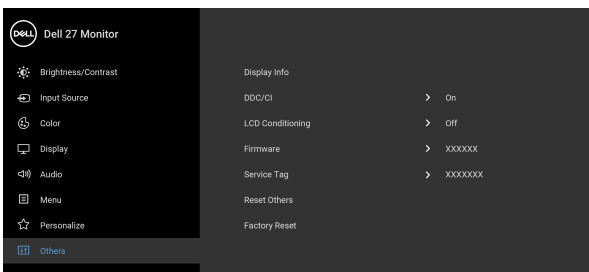 DELL Dell 27 Monitor
Brightness/Contrast
Input Source
Color
Display
Audio
Menu
Personalize
Others
Display Info
DDC/CI > On
LCD Conditioning > Off
Firmware > XXXXXX
Service Tag > XXXXXXX
Reset Others
Factory Reset